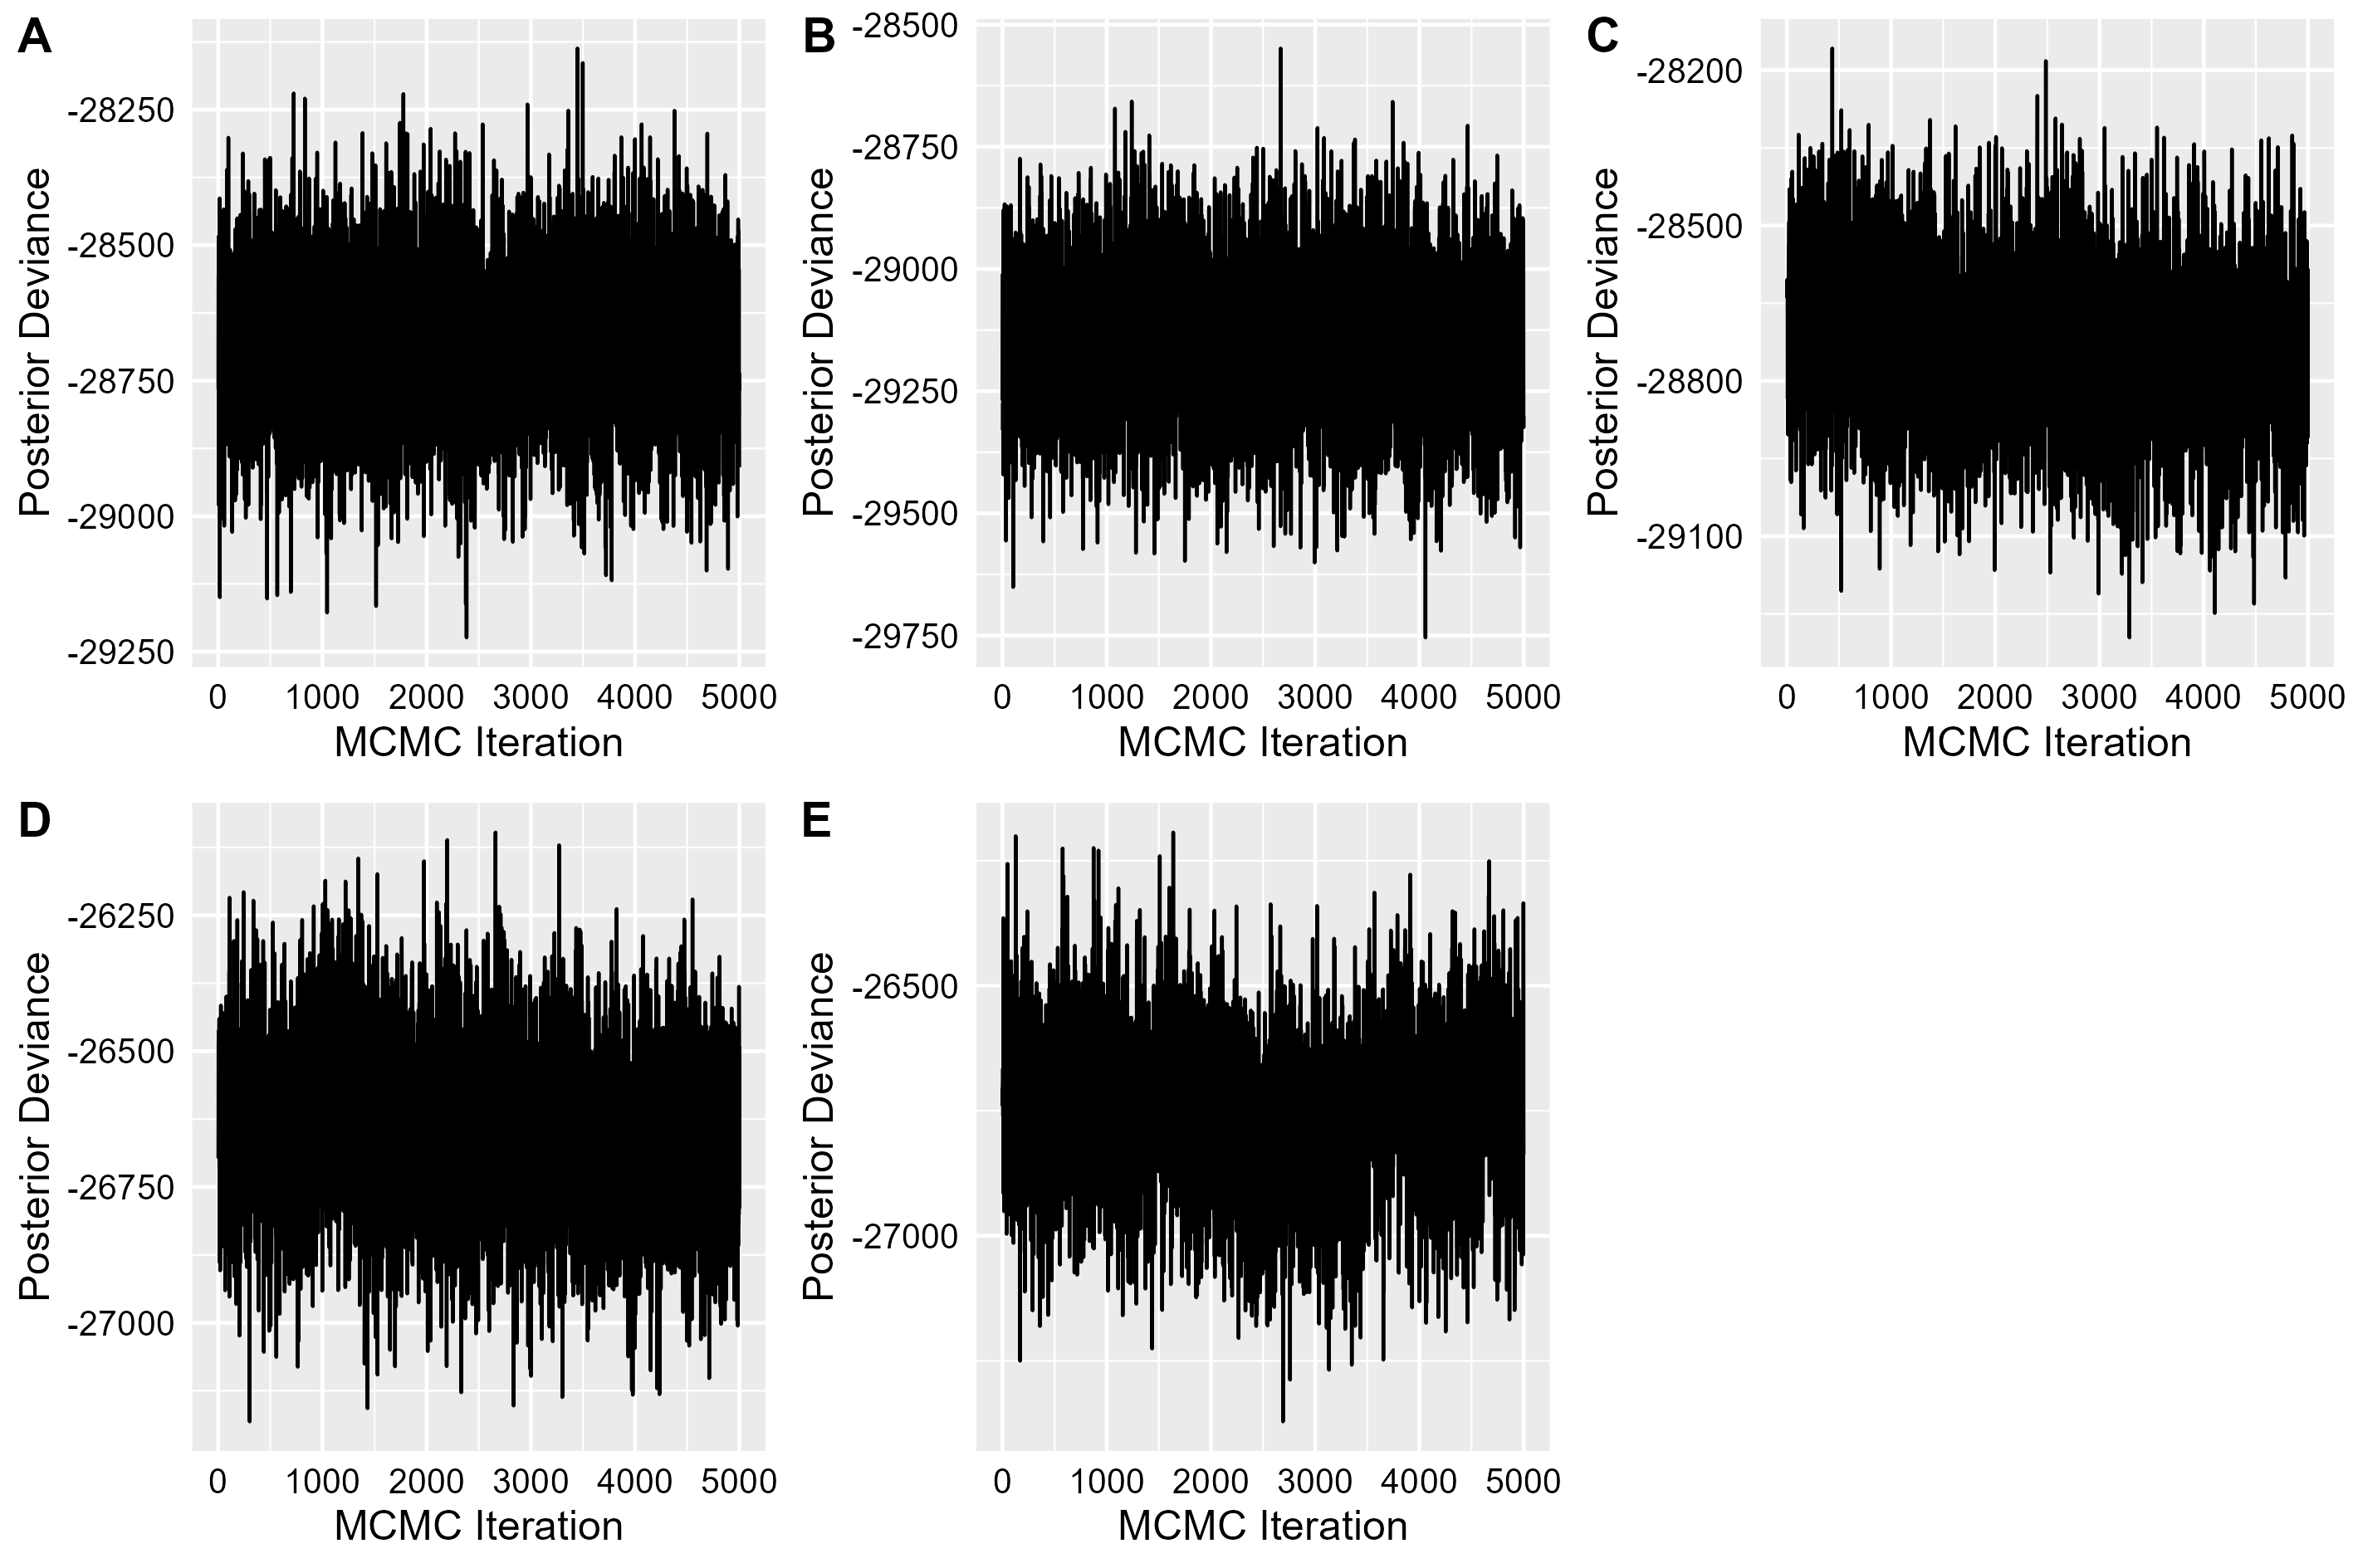 A
Posterior Deviance
-28250
-28500
-28750
-29000
-29250
0 1000 2000 3000 4000 5000
MCMC Iteration
B
Posterior Deviance
-28500
-28750
-29000
-29250
-29500
-29750
0 1000 2000 3000 4000 5000
MCMC Iteration
C
Posterior Deviance
-28200
-28500
-28800
-29100
0 1000 2000 3000 4000 5000
MCMC Iteration
D
Posterior Deviance
-26250
-26500
-26750
-27000
0 1000 2000 3000 4000 5000
MCMC Iteration
E
Posterior Deviance
-26500
-27000
0 1000 2000 3000 4000 5000
MCMC Iteration